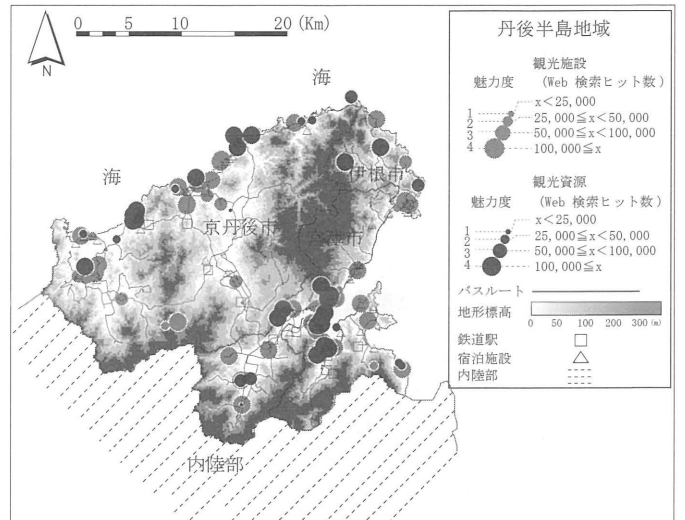 0 10 20 (Km)
N
海
海
伊根市
京丹後市
内陸部
丹後半島地域
観光施設
魅力度 (Web 検索ヒット数)
1 x<25,000
2 25,000≦x<50,000
3 50,000≦x<100,000
4 100,000≦x
観光資源
魅力度 (Web 検索ヒット数)
1 x<25,000
2 25,000≦x<50,000
3 50,000≦x<100,000
4 100,000≦x
バスルート
地形標高
0 50 100 200 300 (m)
鉄道駅
宿泊施設
内陸部